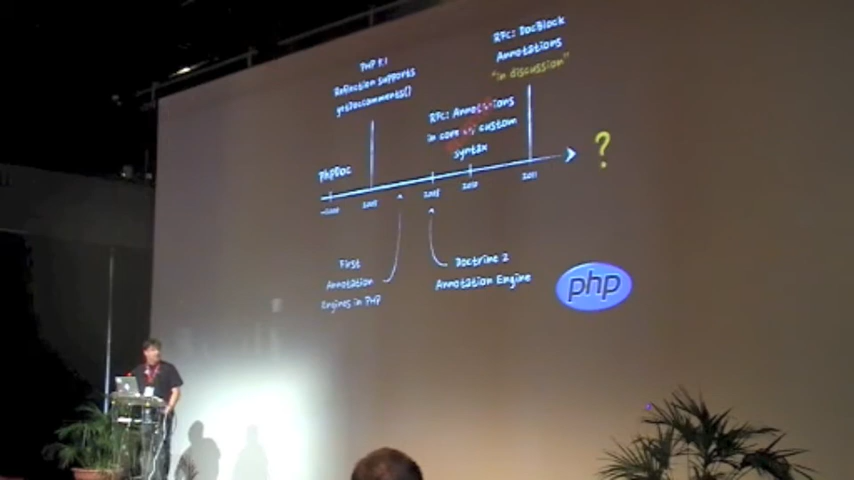 PHP 5.1
Reflection supports
getDocComments()
RFC: DocBlock
Annotations
"in discussion"
RFC: Annotations
in core custom
syntax
PhpDoc
?
2005
2008
2010
2011
First
Annotation
Engines in PHP
Doctrine 2
Annotation Engine
php